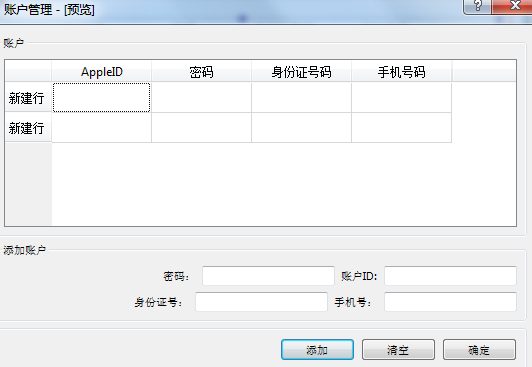 账户管理 - [预览]
账户
AppleID 密码 身份证号码 手机号码
新建行
新建行
添加账户
密码： 账户ID:
身份证号： 手机号：
添加 清空 确定